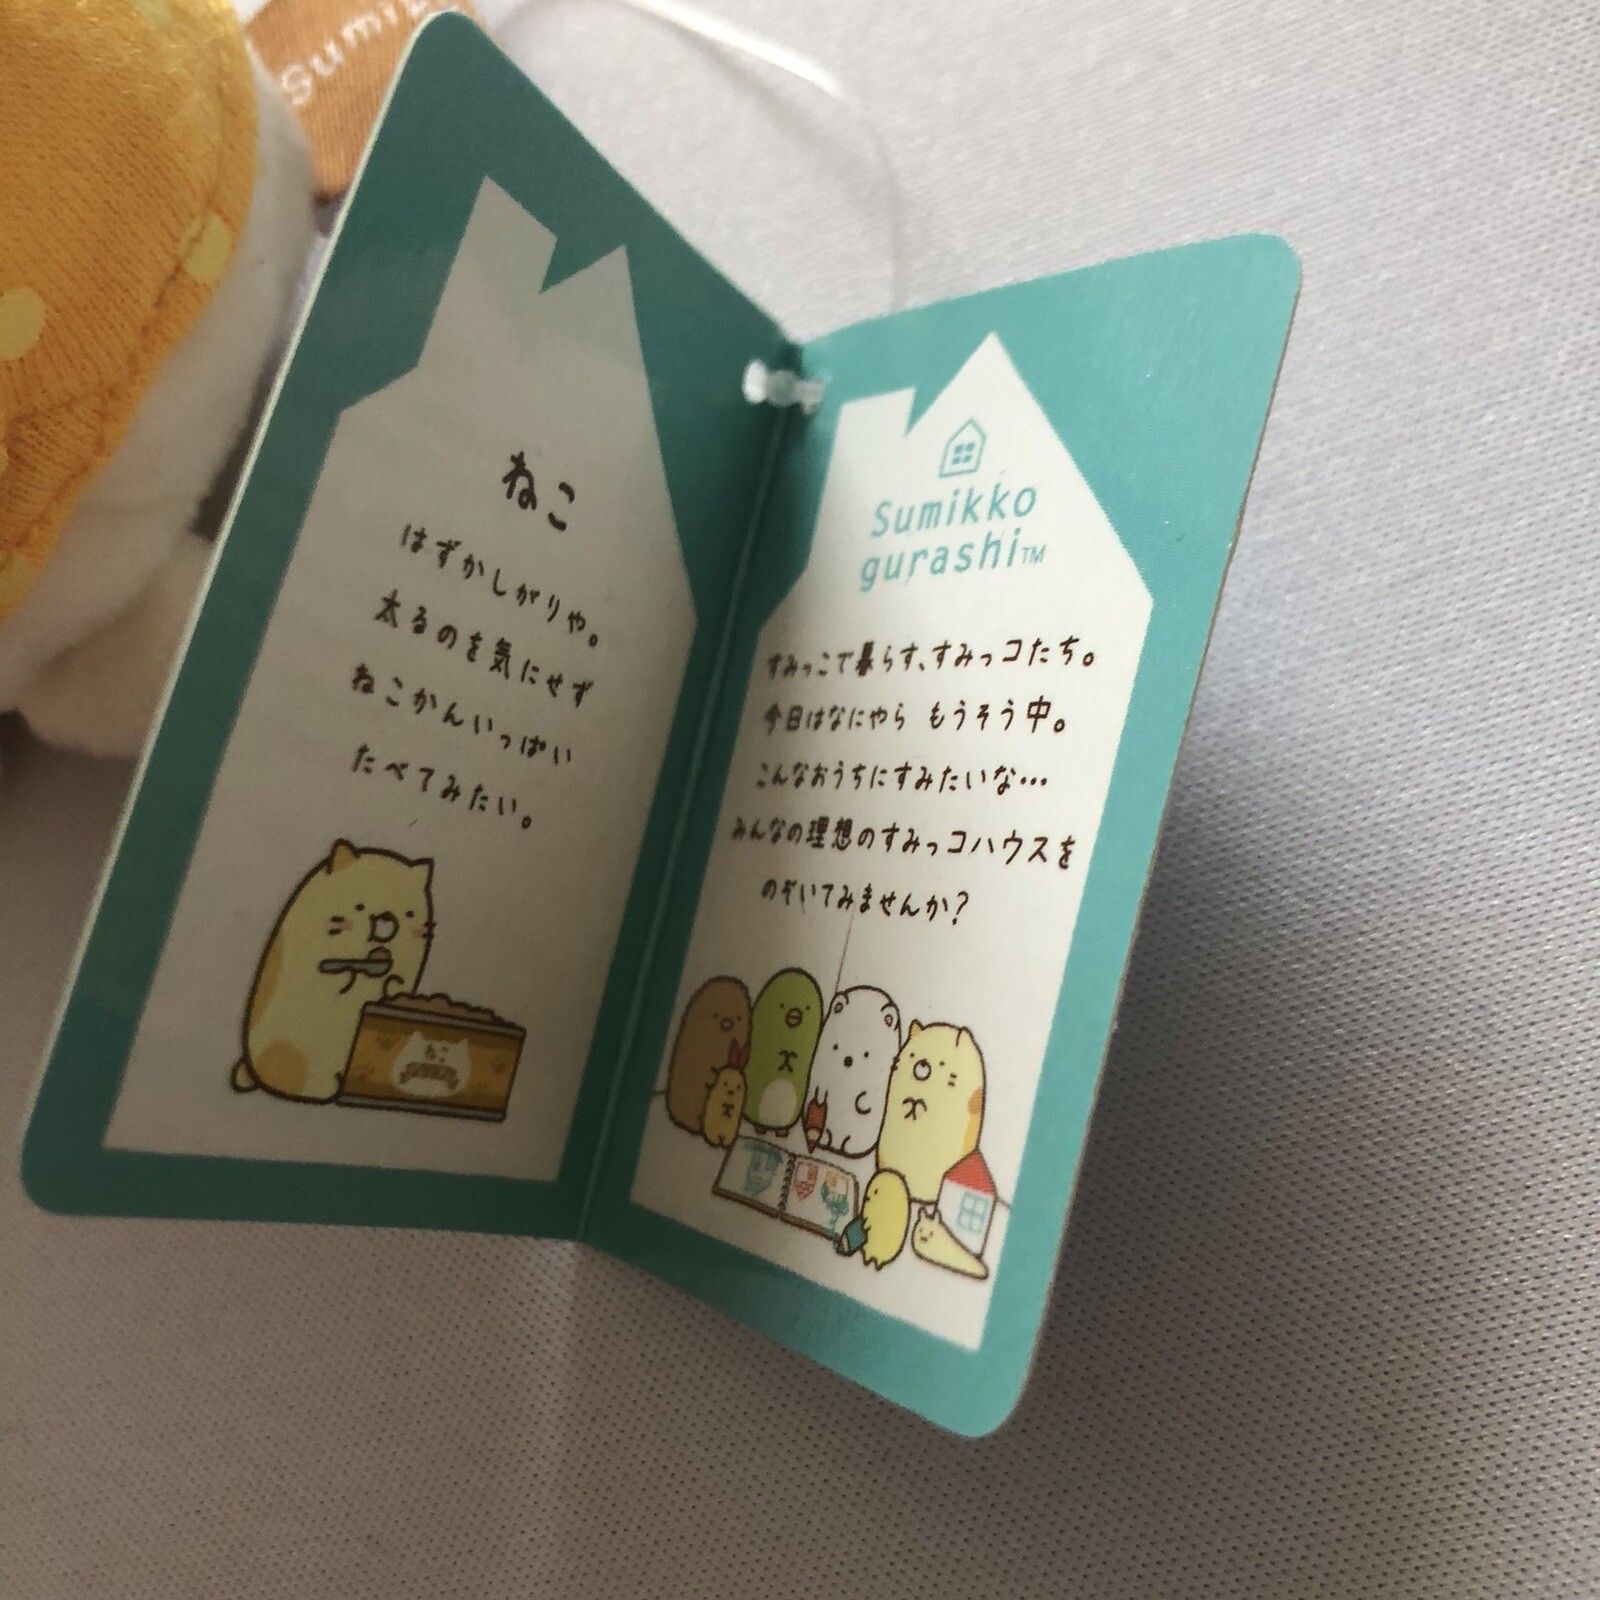 Sumi
ねこ
はずかしがりや。
太るのを気にせず
ねこかんいっぱい
たべてみたい。
ねこ
Sumikko
gurashi™
すみっこで暮らす、すみっコたち。
今日はなにやら もうそう中。
こんなおうちにすみたいな…
みんなの理想のすみっコハウスを
のぞいてみませんか?